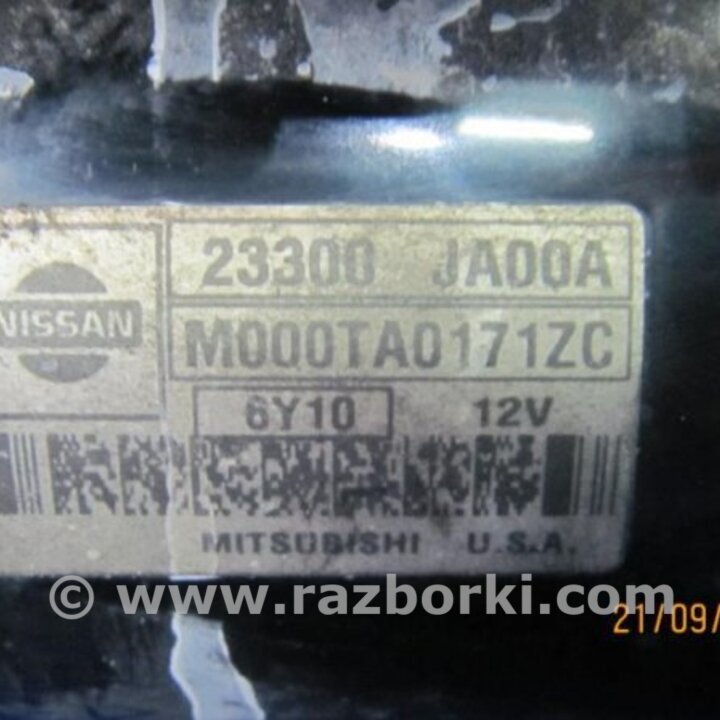 23300 JA00A
NISSAN
M000TA0171ZC
6Y10 12V
MITSUBISHI U.S.A.
© www.razborki.com
21/09/